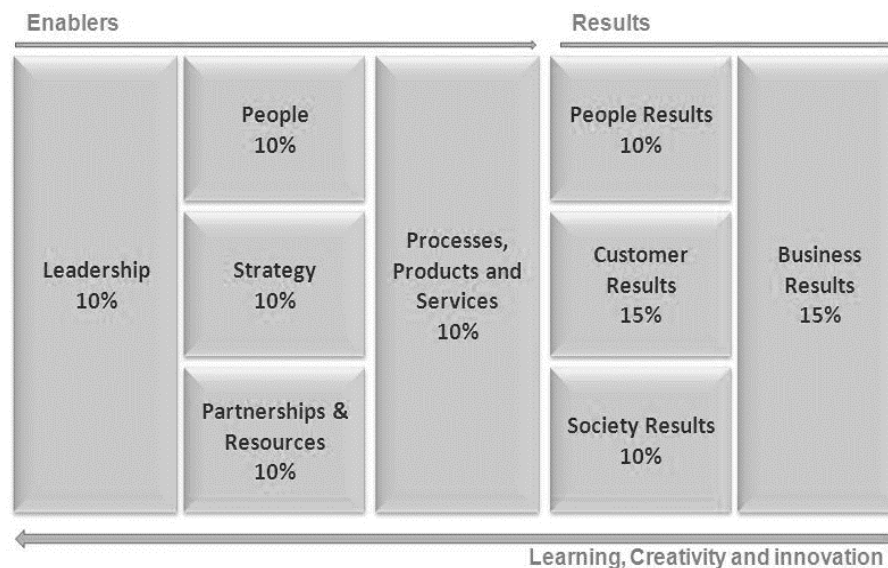 Enablers
Results
Leadership
10%
People
10%
Strategy
10%
Partnerships &
Resources
10%
Processes,
Products and
Services
10%
People Results
10%
Customer
Results
15%
Society Results
10%
Business
Results
15%
Learning, Creativity and innovation